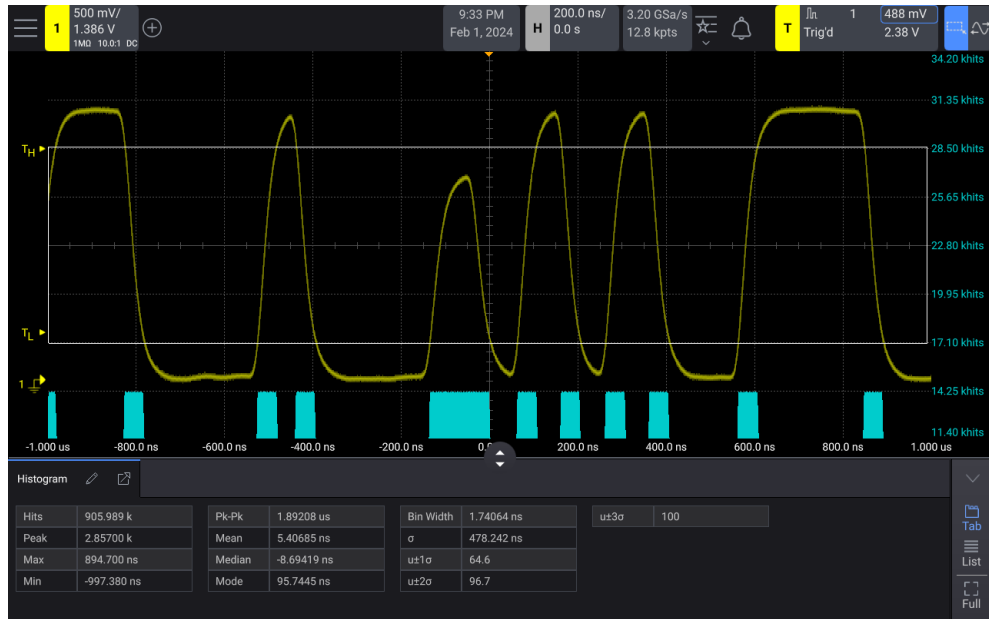 1
500 mV/
1.386 V
1MΩ 10.0:1 DC
9:33 PM
Feb 1, 2024
H
200.0 ns/
0.0 s
3.20 GSa/s
12.8 kpts
T
1
488 mV
Trig'd
2.38 V
34.20 khits
31.35 khits
TH
28.50 khits
25.65 khits
22.80 khits
19.95 khits
TL
17.10 khits
1
14.25 khits
11.40 khits
-1.000 us
-800.0 ns
-600.0 ns
-400.0 ns
-200.0 ns
200.0 ns
400.0 ns
600.0 ns
800.0 ns
1.000 us
Histogram
Hits 905.989 k
Peak 2.85700 k
Max 894.700 ns
Min -997.380 ns
Pk-Pk 1.89208 us
Mean 5.40685 ns
Median -8.69419 ns
Mode 95.7445 ns
Bin Width 1.74064 ns
σ 478.242 ns
u±1σ 64.6
u±2σ 96.7
u±3σ 100
Tab
List
Full